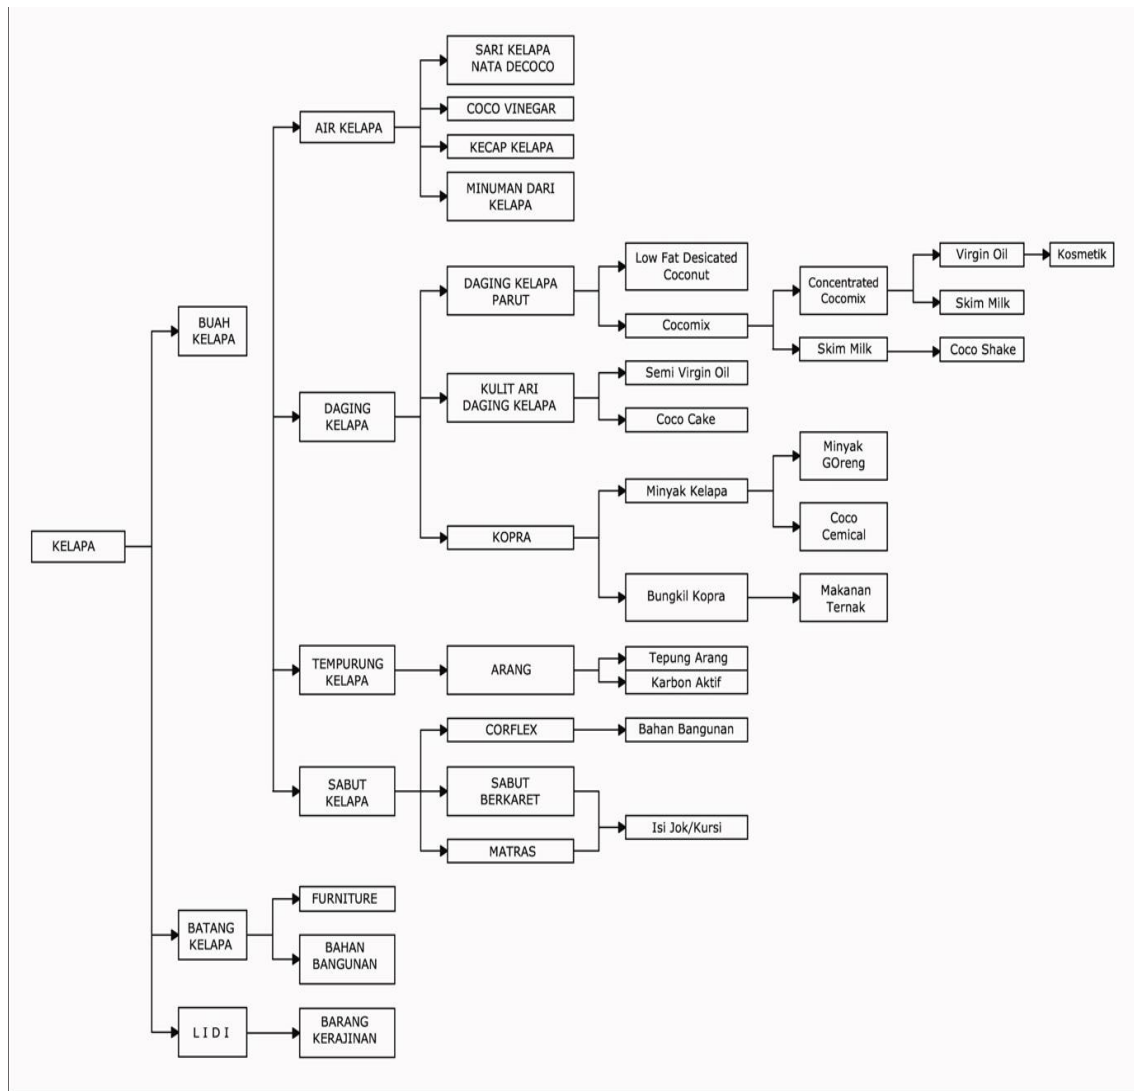 SARI KELAPA
NATA DECOCO
COCO VINEGAR
AIR KELAPA
KECAP KELAPA
MINUMAN DARI
KELAPA
Low Fat Desicated
Coconut
Virgin Oil
Kosmetik
DAGING KELAPA
PARUT
Concentrated
Cocomix
Skim Milk
BUAH
KELAPA
Cocomix
Skim Milk
Coco Shake
Semi Virgin Oil
KULIT ARI
DAGING KELAPA
DAGING
KELAPA
Coco Cake
Minyak
GOreng
Minyak Kelapa
KELAPA
KOPRA
Coco
Cemical
Bungkil Kopra
Makanan
Ternak
TEMPURUNG
KELAPA
ARANG
Tepung Arang
Karbon Aktif
CORFLEX
Bahan Bangunan
SABUT
KELAPA
SABUT
BERKARET
Isi Jok/Kursi
MATRAS
FURNITURE
BATANG
KELAPA
BAHAN
BANGUNAN
L I D I
BARANG
KERAJINAN